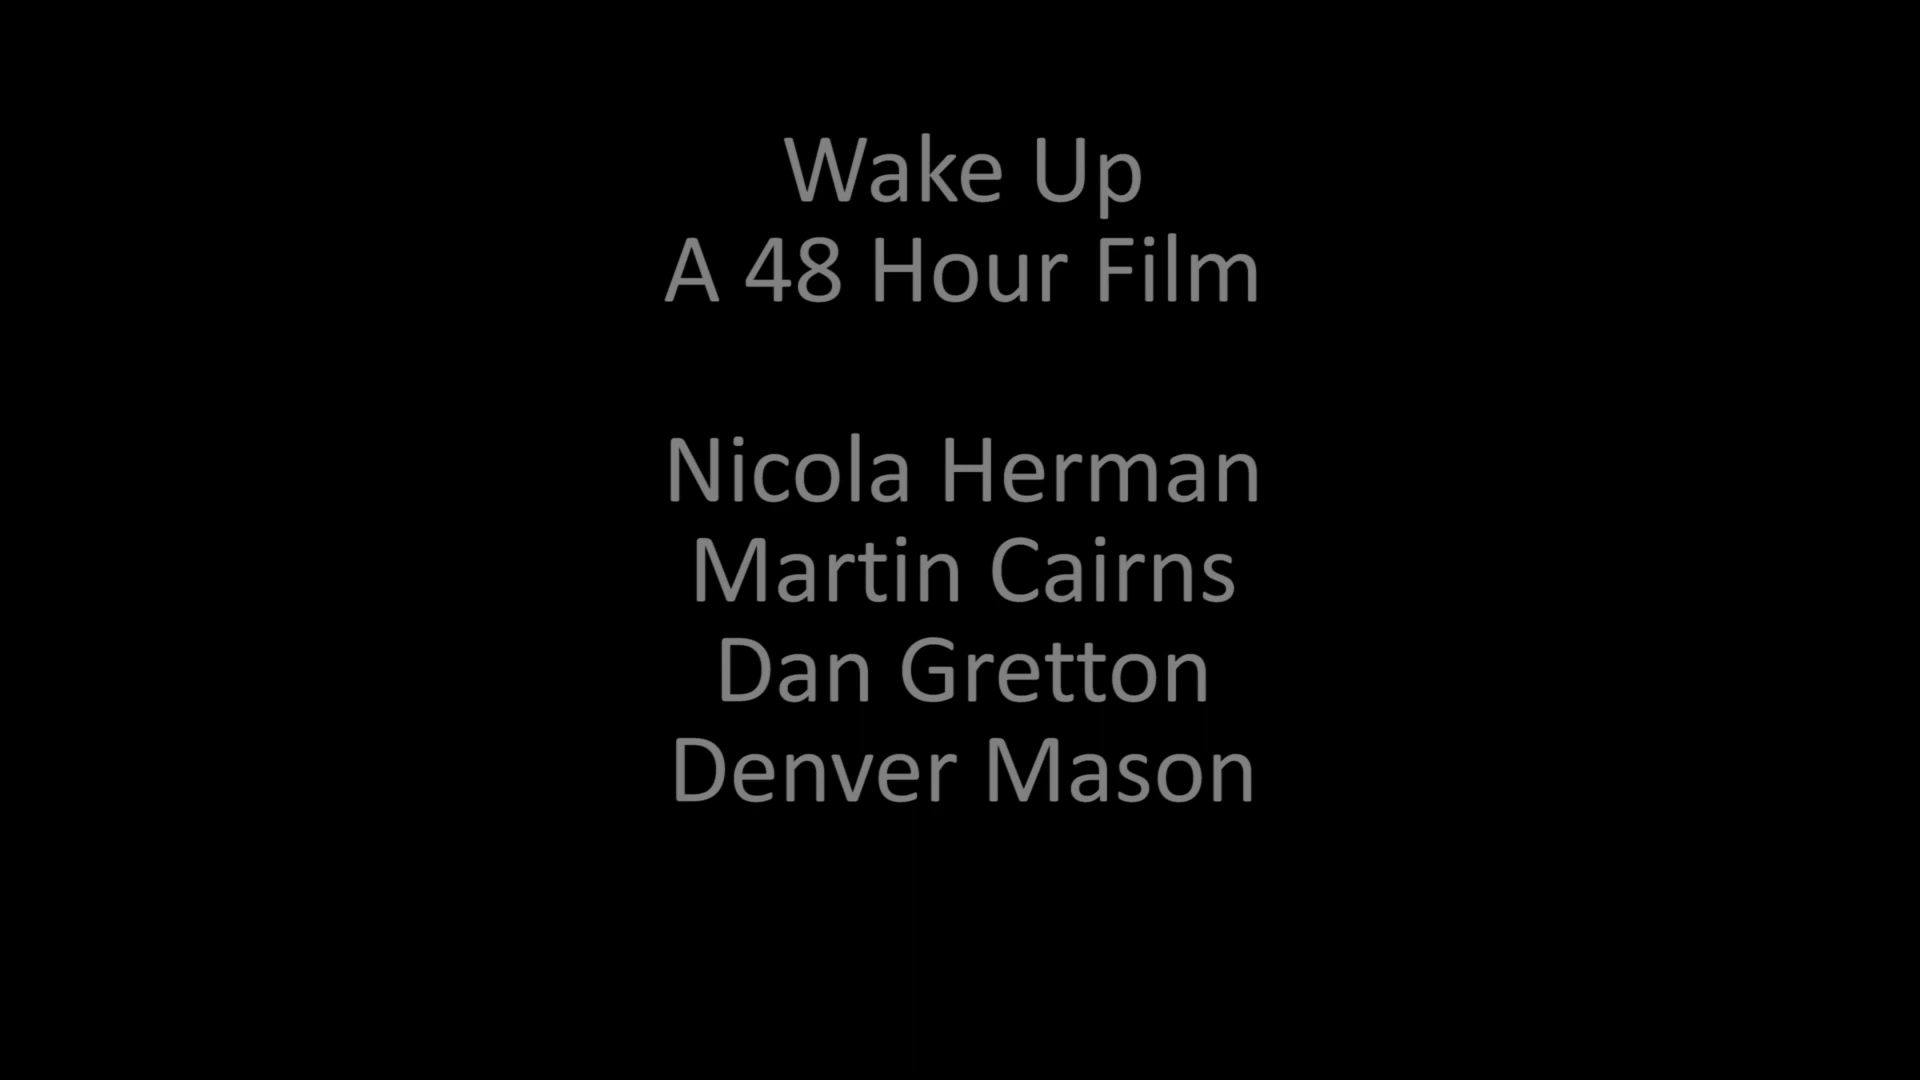 Wake Up
A 48 Hour Film
Nicola Herman
Martin Cairns
Dan Gretton
Denver Mason